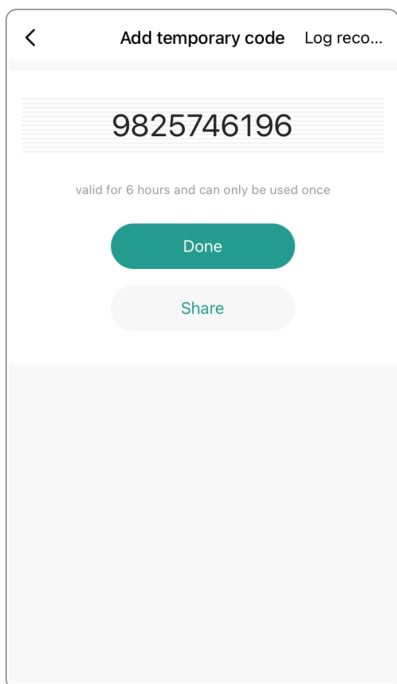 Add temporary code Log reco...
9825746196
valid for 6 hours and can only be used once
Done
Share